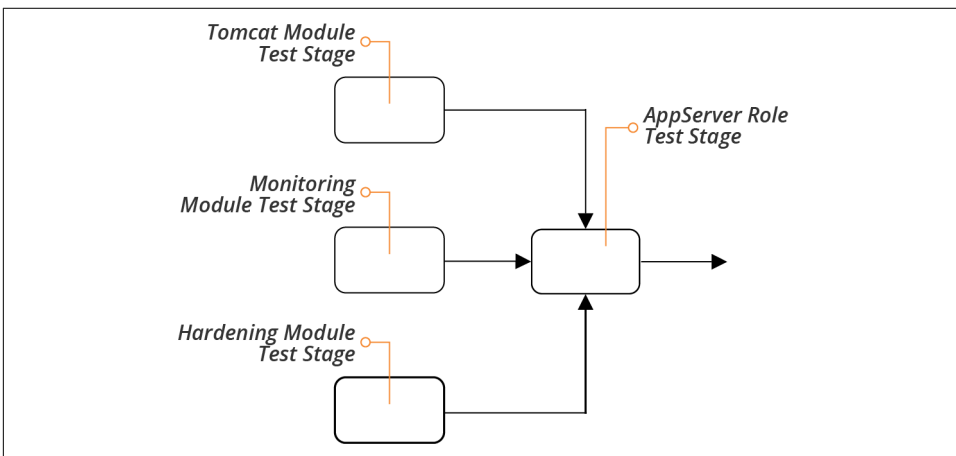 Tomcat Module
Test Stage
AppServer Role
Test Stage
Monitoring
Module Test Stage
Hardening Module
Test Stage